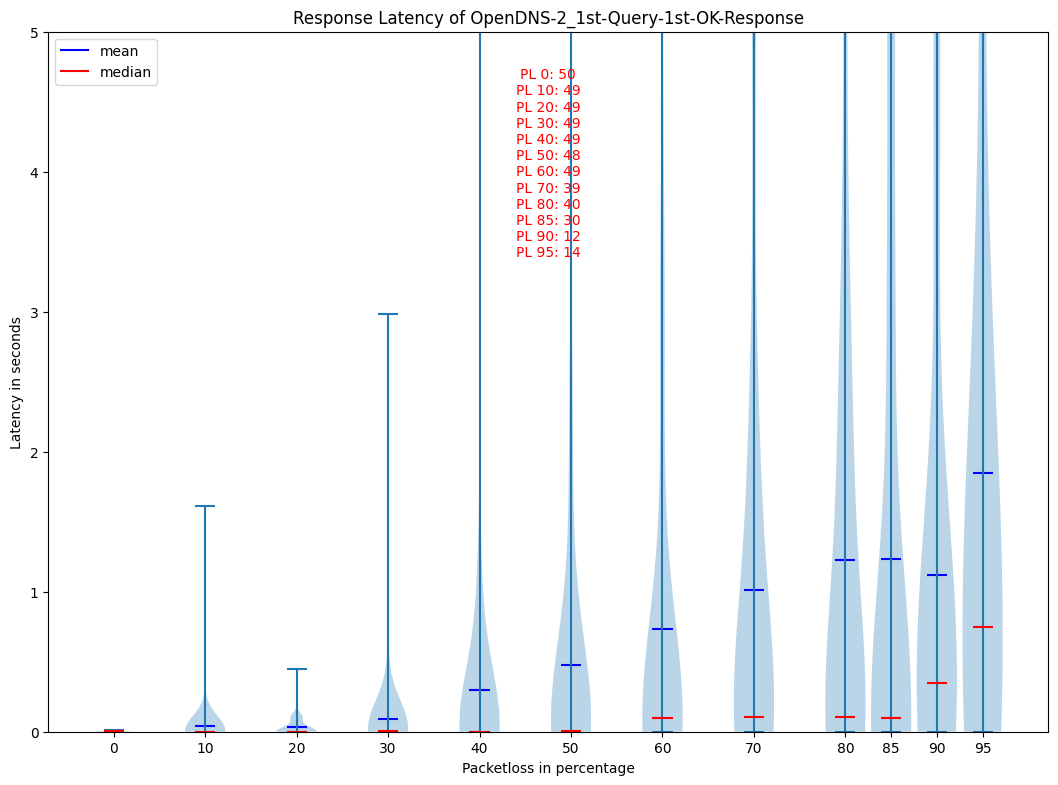 Response Latency of OpenDNS-2_1st-Query-1st-OK-Response
mean
median
PL 0: 50
PL 10: 49
PL 20: 49
PL 30: 49
PL 40: 49
PL 50: 48
PL 60: 49
PL 70: 39
PL 80: 40
PL 85: 30
PL 90: 12
PL 95: 14
Latency in seconds
5
4
3
2
1
0
0 10 20 30 40 50 60 70 80 85 90 95
Packetloss in percentage